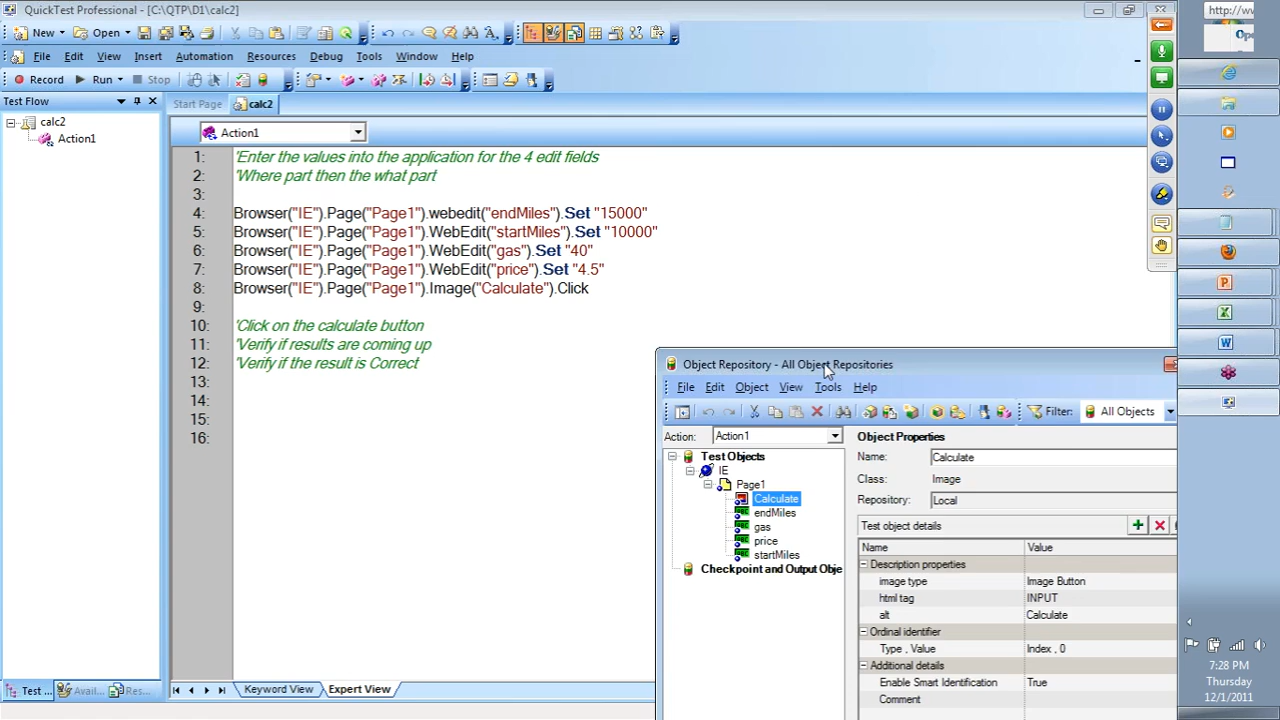 QuickTest Professional - [C:\QTP\D1\calc2]
http://wv
Ope
New
Open
File Edit View Insert Automation Resources Debug Tools Window Help
Record Run Stop
Test Flow
Start Page calc2
calc2
Action1
Action1
1: 'Enter the values into the application for the 4 edit fields
2: 'Where part then the what part
3:
4: Browser("IE").Page("Page1").webedit("endMiles").Set "15000"
5: Browser("IE").Page("Page1").WebEdit("startMiles").Set "10000"
6: Browser("IE").Page("Page1").WebEdit("gas").Set "40"
7: Browser("IE").Page("Page1").WebEdit("price").Set "4.5"
8: Browser("IE").Page("Page1").Image("Calculate").Click
9:
10: 'Click on the calculate button
11: 'Verify if results are coming up
12: 'Verify if the result is Correct
13:
14:
15:
16:
Object Repository - All Object Repositories
File Edit Object View Tools Help
Filter: All Objects
Action: Action1
Test Objects
IE
Page1
Calculate
endMiles
gas
price
startMiles
Checkpoint and Output Obje
Object Properties
Name: Calculate
Class: Image
Repository: Local
Test object details
Name Value
Description properties
image type Image Button
html tag INPUT
alt Calculate
Ordinal identifier
Type , Value Index , 0
Additional details
Enable Smart Identification True
Comment
Test ... Avai... Res...
Keyword View Expert View
7:28 PM
Thursday
12/1/2011